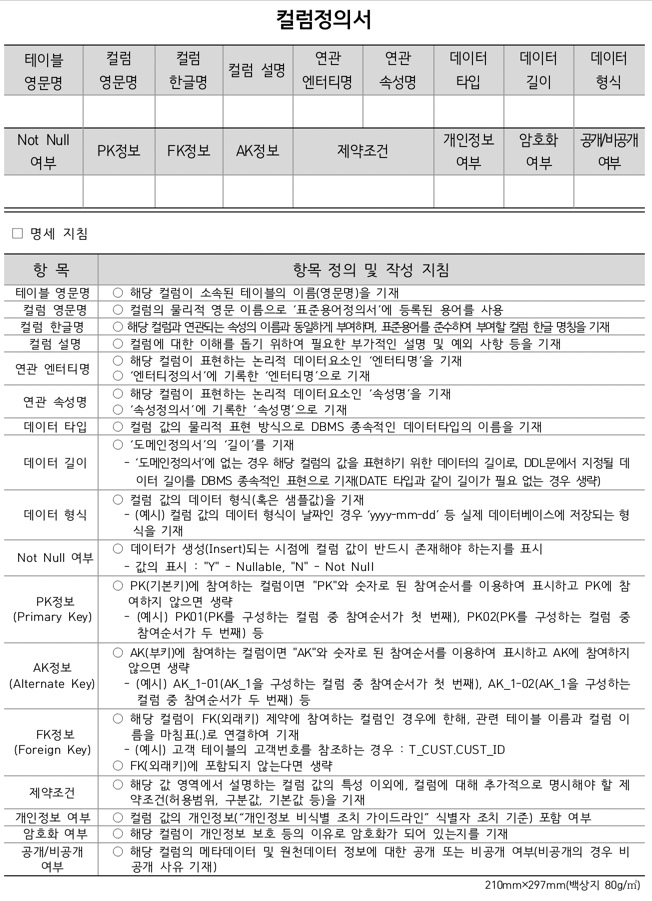 컬럼정의서
테이블 영문명 컬럼 영문명 컬럼 한글명 컬럼 설명 연관 엔터티명 연관 속성명 데이터 타입 데이터 길이 데이터 형식
Not Null 여부 PK정보 FK정보 AK정보 제약조건 개인정보 여부 암호화 여부 공개/비공개 여부
□ 명세 지침
항 목 항목 정의 및 작성 지침
테이블 영문명 ○ 해당 컬럼이 소속된 테이블의 이름(영문명)을 기재
컬럼 영문명 ○ 컬럼의 물리적 영문 이름으로 '표준용어정의서'에 등록된 용어를 사용
컬럼 한글명 ○ 해당 컬럼과 연관되는 속성의 이름과 동일하게 부여하며, 표준용어를 준수하여 부여할 컬럼 한글 명칭을 기재
컬럼 설명 ○ 컬럼에 대한 이해를 돕기 위하여 필요한 부가적인 설명 및 예외 사항 등을 기재
연관 엔터티명 ○ 해당 컬럼이 표현하는 논리적 데이터요소인 '엔터티명'을 기재
○ '엔터티정의서'에 기록한 '엔터티명'으로 기재
연관 속성명 ○ 해당 컬럼이 표현하는 논리적 데이터요소인 '속성명'을 기재
○ '속성정의서'에 기록한 '속성명'으로 기재
데이터 타입 ○ 컬럼 값의 물리적 표현 방식으로 DBMS 종속적인 데이터타입의 이름을 기재
데이터 길이 ○ '도메인정의서'의 '길이'를 기재
- '도메인정의서'에 없는 경우 해당 컬럼의 값을 표현하기 위한 데이터의 길이로, DDL문에서 지정될 데
이터 길이를 DBMS 종속적인 표현으로 기재(DATE 타입과 같이 길이가 필요 없는 경우 생략)
데이터 형식 ○ 컬럼 값의 데이터 형식(혹은 샘플값)을 기재
- (예시) 컬럼 값의 데이터 형식이 날짜인 경우 'yyyy-mm-dd' 등 실제 데이터베이스에 저장되는 형
식을 기재
Not Null 여부 ○ 데이터가 생성(Insert)되는 시점에 컬럼 값이 반드시 존재해야 하는지를 표시
- 값의 표시 : "Y" - Nullable, "N" - Not Null
PK정보 (Primary Key) ○ PK(기본키)에 참여하는 컬럼이면 "PK"와 숫자로 된 참여순서를 이용하여 표시하고 PK에 참
여하지 않으면 생략
- (예시) PK01(PK를 구성하는 컬럼 중 참여순서가 첫 번째), PK02(PK를 구성하는 컬럼 중
참여순서가 두 번째) 등
AK정보 (Alternate Key) ○ AK(부키)에 참여하는 컬럼이면 "AK"와 숫자로 된 참여순서를 이용하여 표시하고 AK에 참여하지
않으면 생략
- (예시) AK_1-01(AK_1을 구성하는 컬럼 중 참여순서가 첫 번째), AK_1-02(AK_1을 구성하는
컬럼 중 참여순서가 두 번째) 등
FK정보 (Foreign Key) ○ 해당 컬럼이 FK(외래키) 제약에 참여하는 컬럼인 경우에 한해, 관련 테이블 이름과 컬럼 이
름을 마침표(.)로 연결하여 기재
- (예시) 고객 테이블의 고객번호를 참조하는 경우 : T_CUST.CUST_ID
○ FK(외래키)에 포함되지 않는다면 생략
제약조건 ○ 해당 값 영역에서 설명하는 컬럼 값의 특성 이외에, 컬럼에 대해 추가적으로 명시해야 할 제
약조건(허용범위, 구분값, 기본값 등)을 기재
개인정보 여부 ○ 컬럼 값의 개인정보("개인정보 비식별 조치 가이드라인" 식별자 조치 기준) 포함 여부
암호화 여부 ○ 해당 컬럼이 개인정보 보호 등의 이유로 암호화가 되어 있는지를 기재
공개/비공개 여부 ○ 해당 컬럼의 메타데이터 및 원천데이터 정보에 대한 공개 또는 비공개 여부(비공개의 경우 비
공개 사유 기재)
210mm×297mm(백상지 80g/㎡)